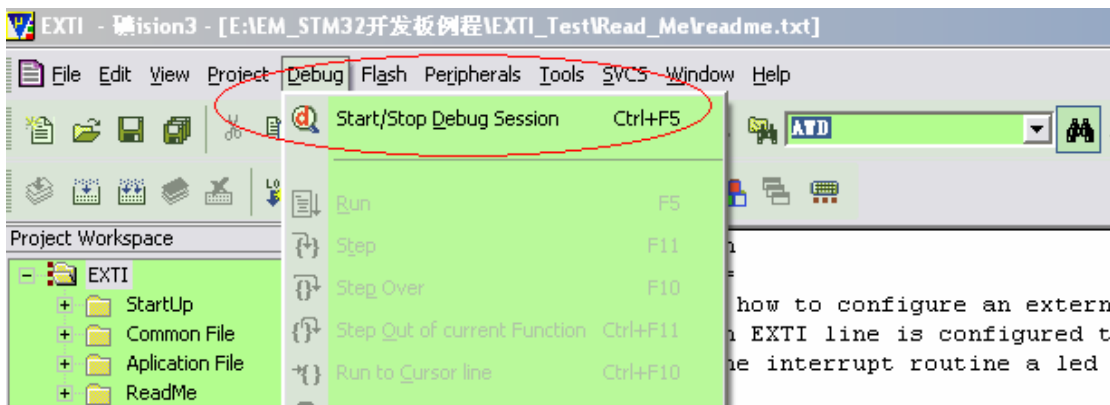 EXTI - 礦ision3 - [E:\EM_STM32开发板例程\EXTI_Test\Read_Me\readme.txt]
File Edit View Project Debug Flash Peripherals Tools SVCS Window Help
Start/Stop Debug Session Ctrl+F5
ATD
Run F5
Project Workspace
Step F11
EXTI
Step Over F10
StartUp
how to configure an extern
Step Out of current Function Ctrl+F11
Common File
EXTI line is configured t
Aplication File
interrupt routine a led
Run to Cursor line Ctrl+F10
ReadMe